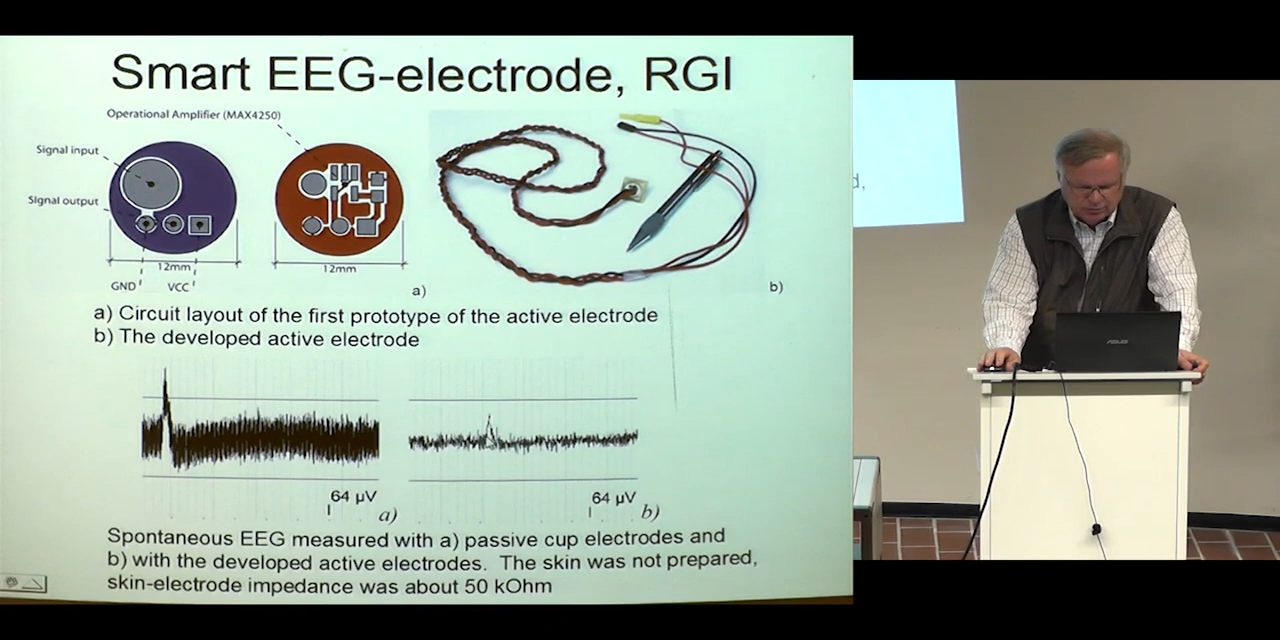 Smart EEG-electrode, RGI
Operational Amplifier (MAX4250)
Signal input
Signal output
12mm
12mm
GND
VCC
a)
b)
a) Circuit layout of the first prototype of the active electrode
b) The developed active electrode
64 µV
a)
64 µV
b)
Spontaneous EEG measured with a) passive cup electrodes and
b) with the developed active electrodes. The skin was not prepared,
skin-electrode impedance was about 50 kOhm
d,
ASUS